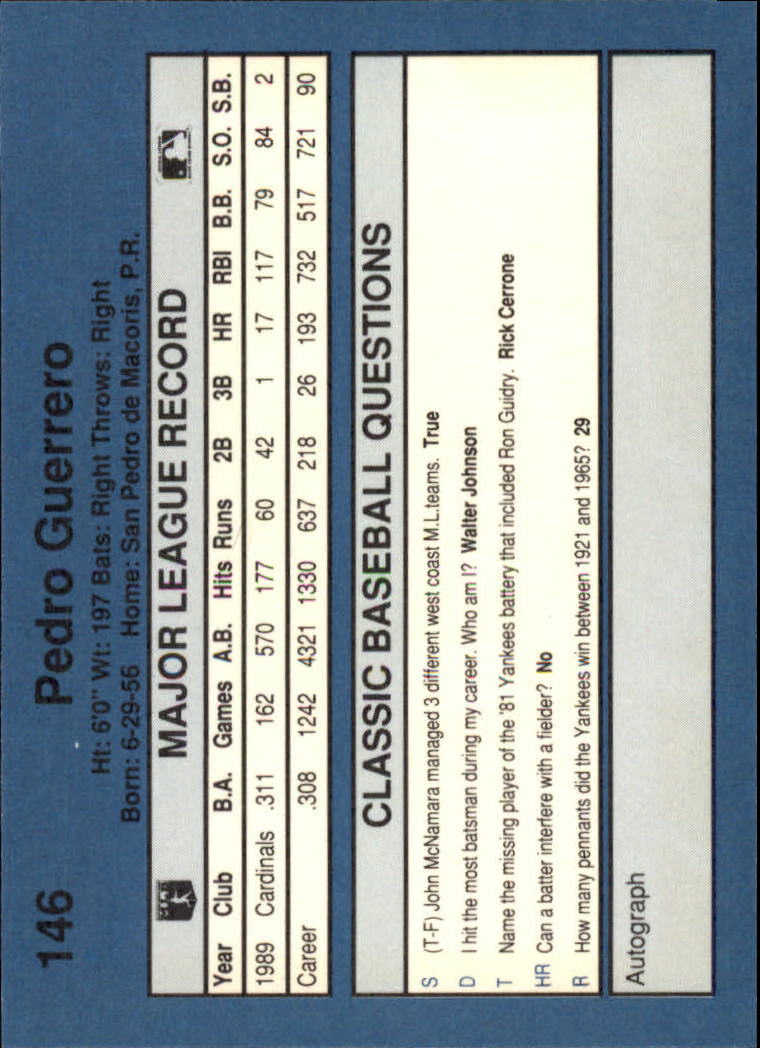 146 Pedro Guerrero
Ht: 6'0" Wt: 197 Bats: Right Throws: Right
Born: 6-29-56 Home: San Pedro de Macoris, P.R.
MAJOR LEAGUE RECORD
Year Club B.A. Games A.B. Hits Runs 2B 3B HR RBI B.B. S.O. S.B.
1989 Cardinals .311 162 570 177 60 42 1 17 117 79 84 2
Career .308 1242 4321 1330 637 218 26 193 732 517 721 90
CLASSIC BASEBALL QUESTIONS
S (T-F) John McNamara managed 3 different west coast M.L.teams. True
D I hit the most batsman during my career. Who am I? Walter Johnson
T Name the missing player of the '81 Yankees battery that included Ron Guidry. Rick Cerrone
HR Can a batter interfere with a fielder? No
R How many pennants did the Yankees win between 1921 and 1965? 29
Autograph